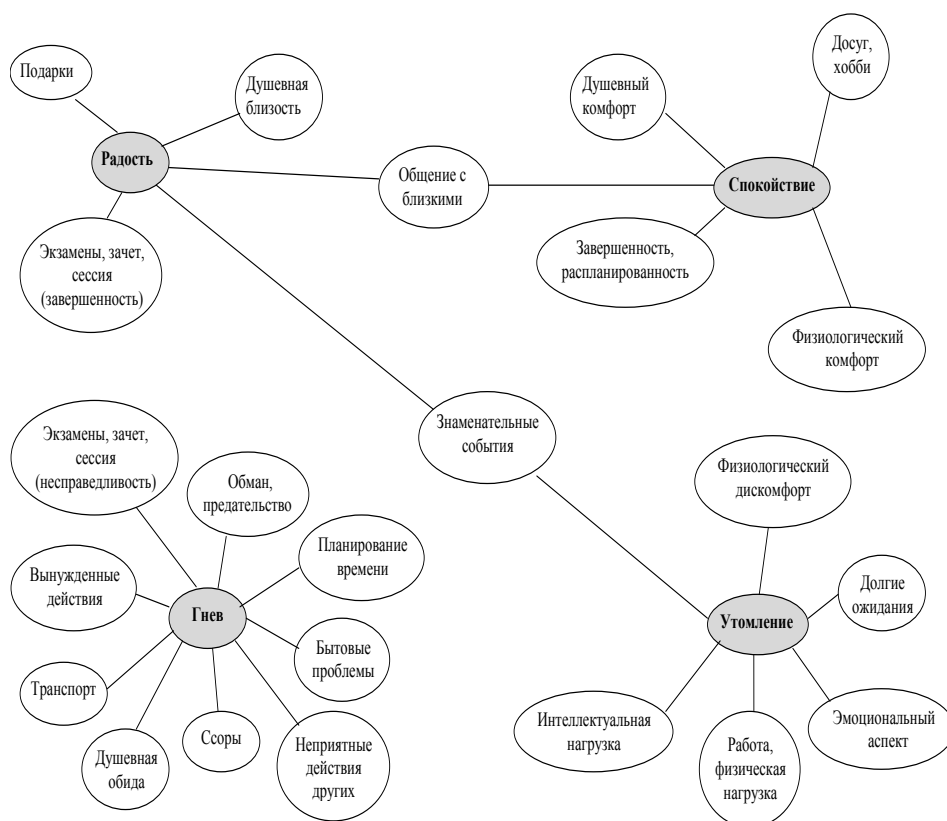 Подарки
Душевная
близость
Радость
Экзамены, зачет,
сессия
(завершенность)
Общение с
близкими
Душевный
комфорт
Досуг,
хобби
Спокойствие
Завершенность,
распланированность
Физиологический
комфорт
Знаменательные
события
Экзамены, зачет,
сессия
(несправедливость)
Обман,
предательство
Планирование
времени
Вынужденные
действия
Гнев
Бытовые
проблемы
Транспорт
Душевная
обида
Ссоры
Неприятные
действия
других
Физиологический
дискомфорт
Долгие
ожидания
Утомление
Интеллектуальная
нагрузка
Работа,
физическая
нагрузка
Эмоциональный
аспект